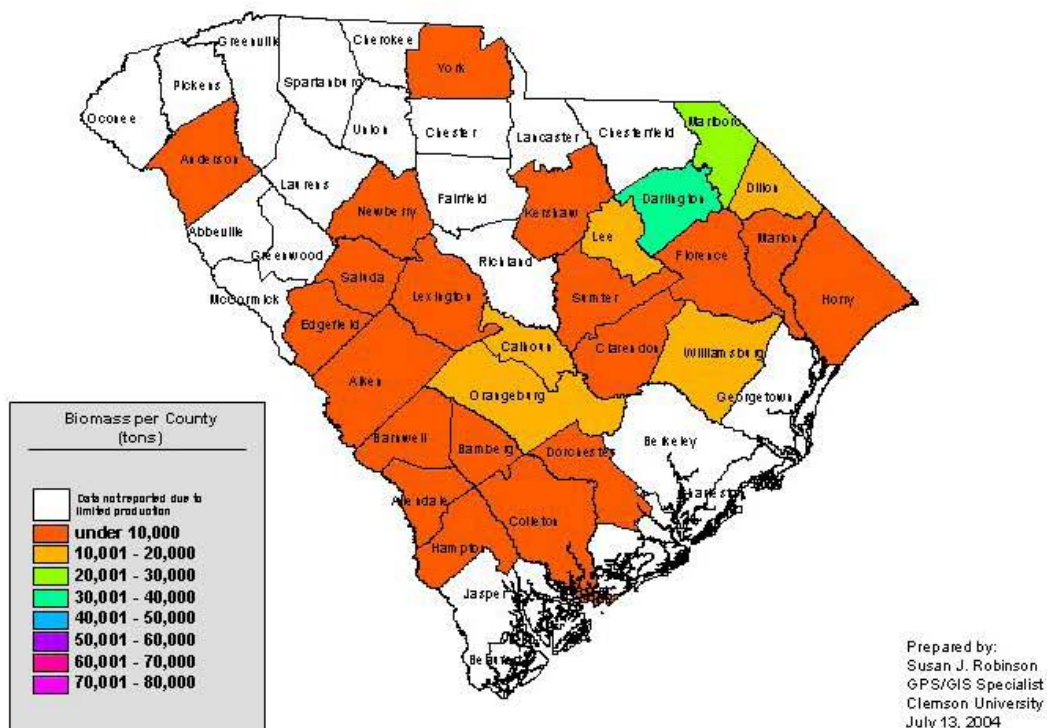 Cherokee
Greenville
York
Spartanburg
Pickens
Oconee
Union
Chester
Lancaster
Chesterfield
Marlboro
Anderson
Laurens
Dillon
Darlington
Fairfield
Newberry
Kershaw
Abbeville
Lee
Greenwood
Florence
Marion
Richland
Saluda
McCormick
Lexington
Sumter
Horry
Edgefield
Calhoun
Clarendon
Williamsburg
Aiken
Orangeburg
Georgetown
Barnwell
Bamberg
Dorchester
Berkeley
Charleston
Allendale
Colleton
Hampton
Jasper
Beaufort
Biomass per County
(tons)
Data not reported due to
limited production
under 10,000
10,001 - 20,000
20,001 - 30,000
30,001 - 40,000
40,001 - 50,000
50,001 - 60,000
60,001 - 70,000
70,001 - 80,000
Prepared by:
Susan J. Robinson
GPS/GIS Specialist
Clemson University
July 13, 2004